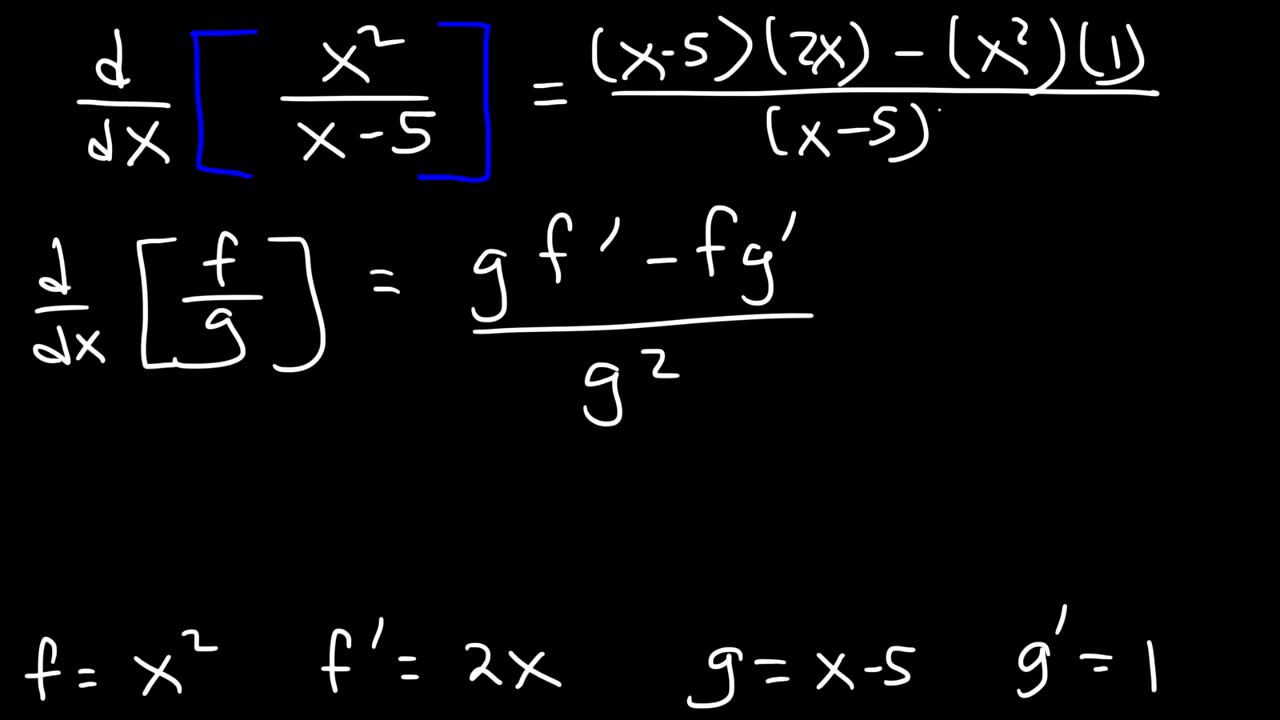 d/dx [ x²/(x-5) ] = ((x-5)(2x) - (x²)(1))/(x-5)
d/dx [ f/g ] = (g f' - f g')/g²
f = x² f' = 2x g = x-5 g' = 1